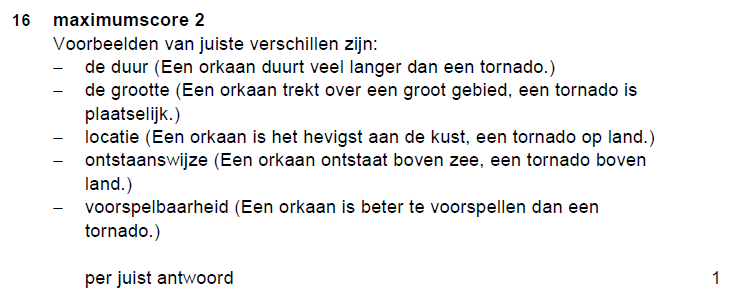 16 maximumscore 2
Voorbeelden van juiste verschillen zijn:
− de duur (Een orkaan duurt veel langer dan een tornado.)
− de grootte (Een orkaan trekt over een groot gebied, een tornado is
plaatselijk.)
− locatie (Een orkaan is het hevigst aan de kust, een tornado op land.)
− ontstaanswijze (Een orkaan ontstaat boven zee, een tornado boven
land.)
− voorspelbaarheid (Een orkaan is beter te voorspellen dan een
tornado.)
per juist antwoord 1